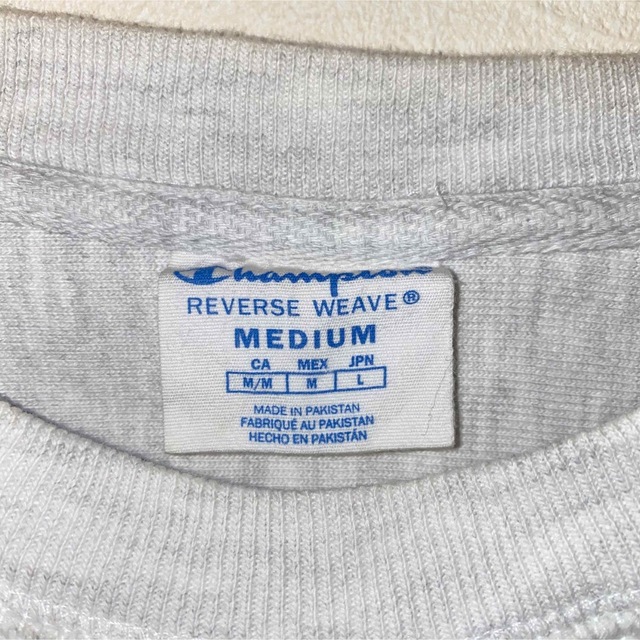 Champion
REVERSE WEAVE®
MEDIUM
CA MEX JPN
M/M M L
MADE IN PAKISTAN
FABRIQUÉ AU PAKISTAN
HECHO EN PAKISTÁN